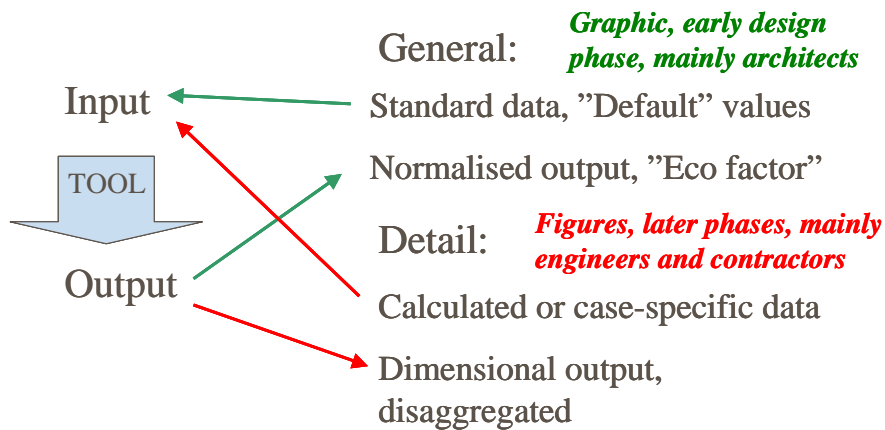 General:
Graphic, early design
phase, mainly architects
Input
Standard data, ”Default” values
TOOL
Normalised output, ”Eco factor”
Detail:
Figures, later phases, mainly
engineers and contractors
Output
Calculated or case-specific data
Dimensional output,
disaggregated